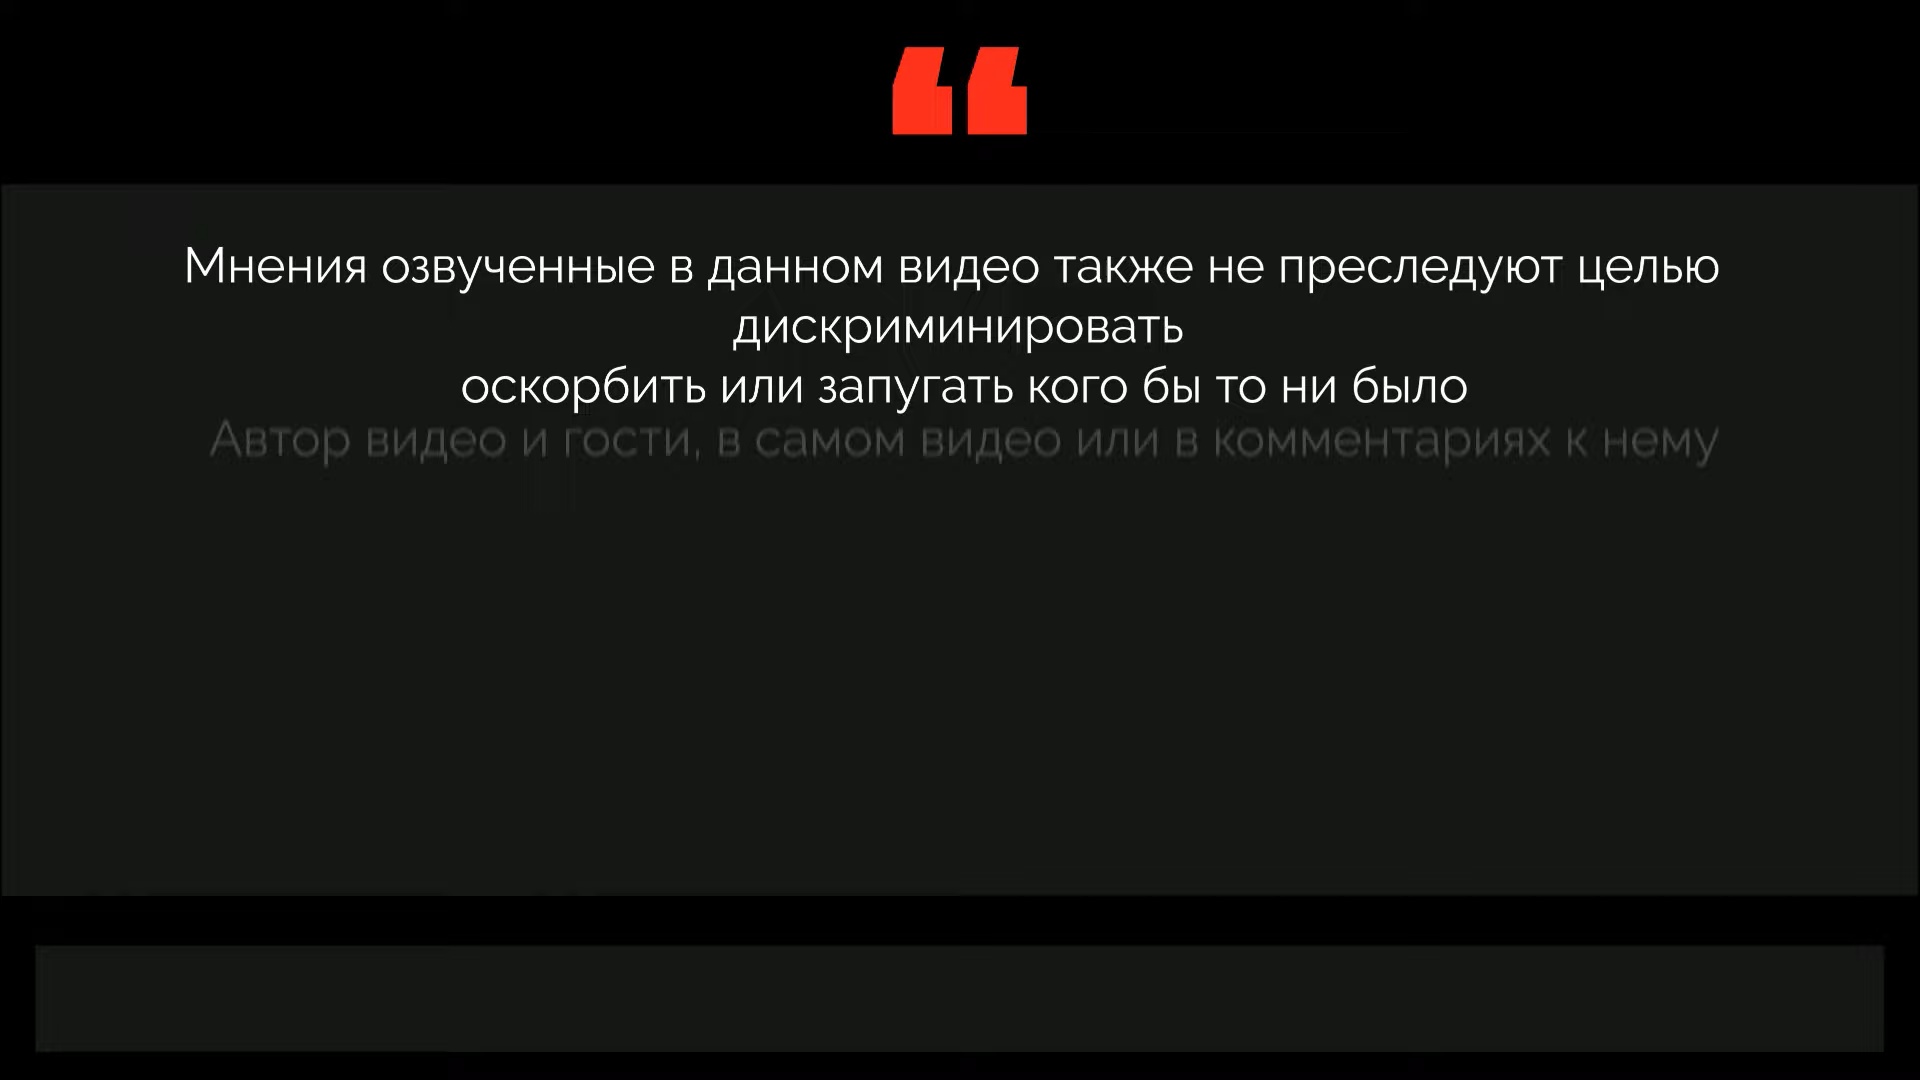 Мнения озвученные в данном видео также не преследуют целью
дискриминировать
оскорбить или запугать кого бы то ни было
Автор видео и гости, в самом видео или в комментариях к нему